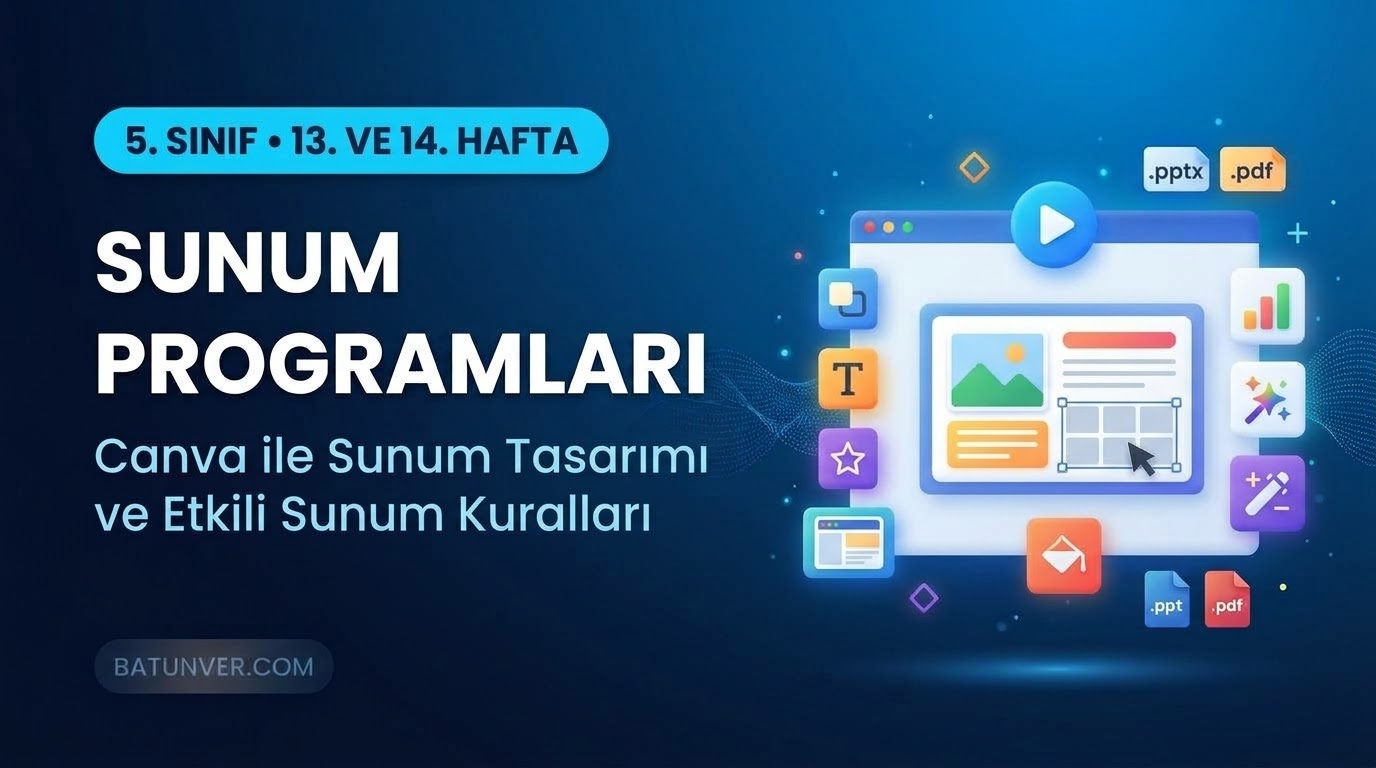 5. SINIF • 13. VE 14. HAFTA
SUNUM
PROGRAMLARI
Canva ile Sunum Tasarımı
ve Etkili Sunum Kuralları
BATUNVER.COM
.pptx
.pdf
T
.ppt
.pdf